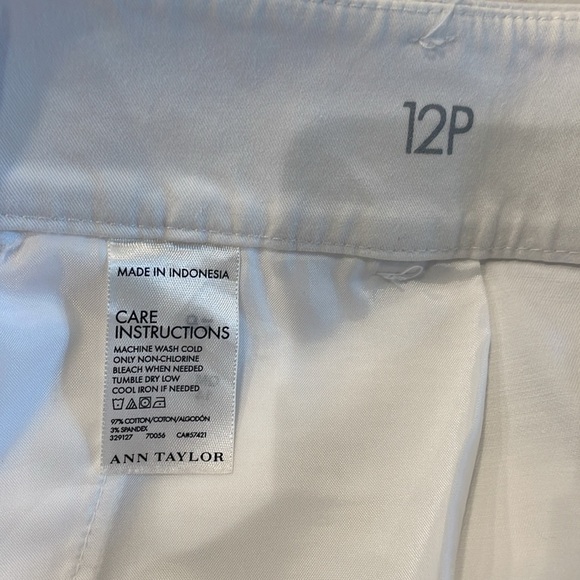 12P
MADE IN INDONESIA
CARE
INSTRUCTIONS
MACHINE WASH COLD
ONLY NON-CHLORINE
BLEACH WHEN NEEDED
TUMBLE DRY LOW
COOL IRON IF NEEDED
97% COTTON/COTON/ALGODÓN
3% SPANDEX
329127 70056 CA#57421
ANN TAYLOR